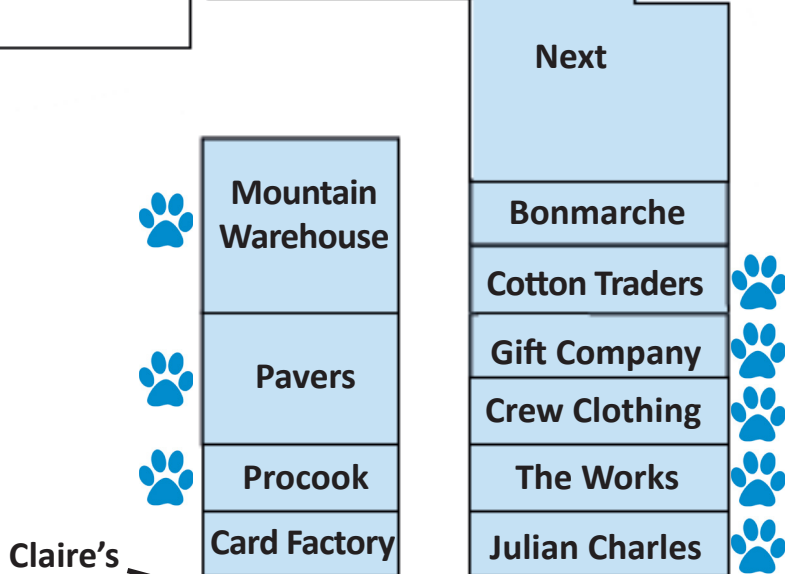 Next
Mountain
Warehouse
Bonmarche
Cotton Traders
Gift Company
Pavers
Crew Clothing
Procook
The Works
Card Factory
Julian Charles
Claire's